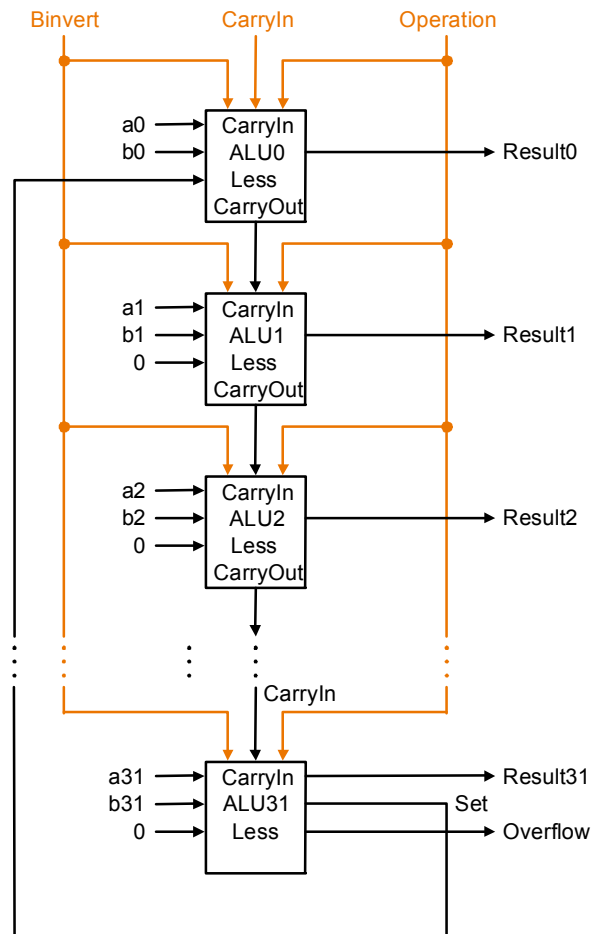 Binvert CarryIn Operation
a0 CarryIn
b0 ALU0 Result0
Less
CarryOut
a1 CarryIn
b1 ALU1 Result1
0 Less
CarryOut
a2 CarryIn
b2 ALU2 Result2
0 Less
CarryOut
CarryIn
a31 CarryIn Result31
b31 ALU31 Set
0 Less Overflow